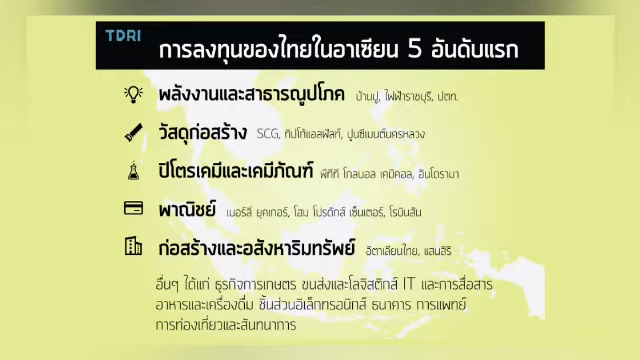 TDRI
การลงทุนของไทยในอาเซียน 5 อันดับแรก
พลังงานและสาธารณูปโภค บ้านปู, ไฟฟ้าราชบุรี, ปตท.
วัสดุก่อสร้าง SCG, ทิปโก้แอสฟัลท์, ปูนซีเมนต์นครหลวง
ปิโตรเคมีและเคมีภัณฑ์ พีทีที โกลบอล เคมิคอล, อินโดรามา
พาณิชย์ เบอร์ลี่ ยุคเกอร์, โฮม โปรดักส์ เซ็นเตอร์, โรบินสัน
ก่อสร้างและอสังหาริมทรัพย์ อิตาเลียนไทย, แสนสิริ
อื่นๆ ได้แก่ ธุรกิจการเกษตร ขนส่งและโลจิสติกส์ IT และการสื่อสาร
อาหารและเครื่องดื่ม ชิ้นส่วนอิเล็กทรอนิกส์ ธนาคาร การแพทย์
การท่องเที่ยวและสันทนาการ